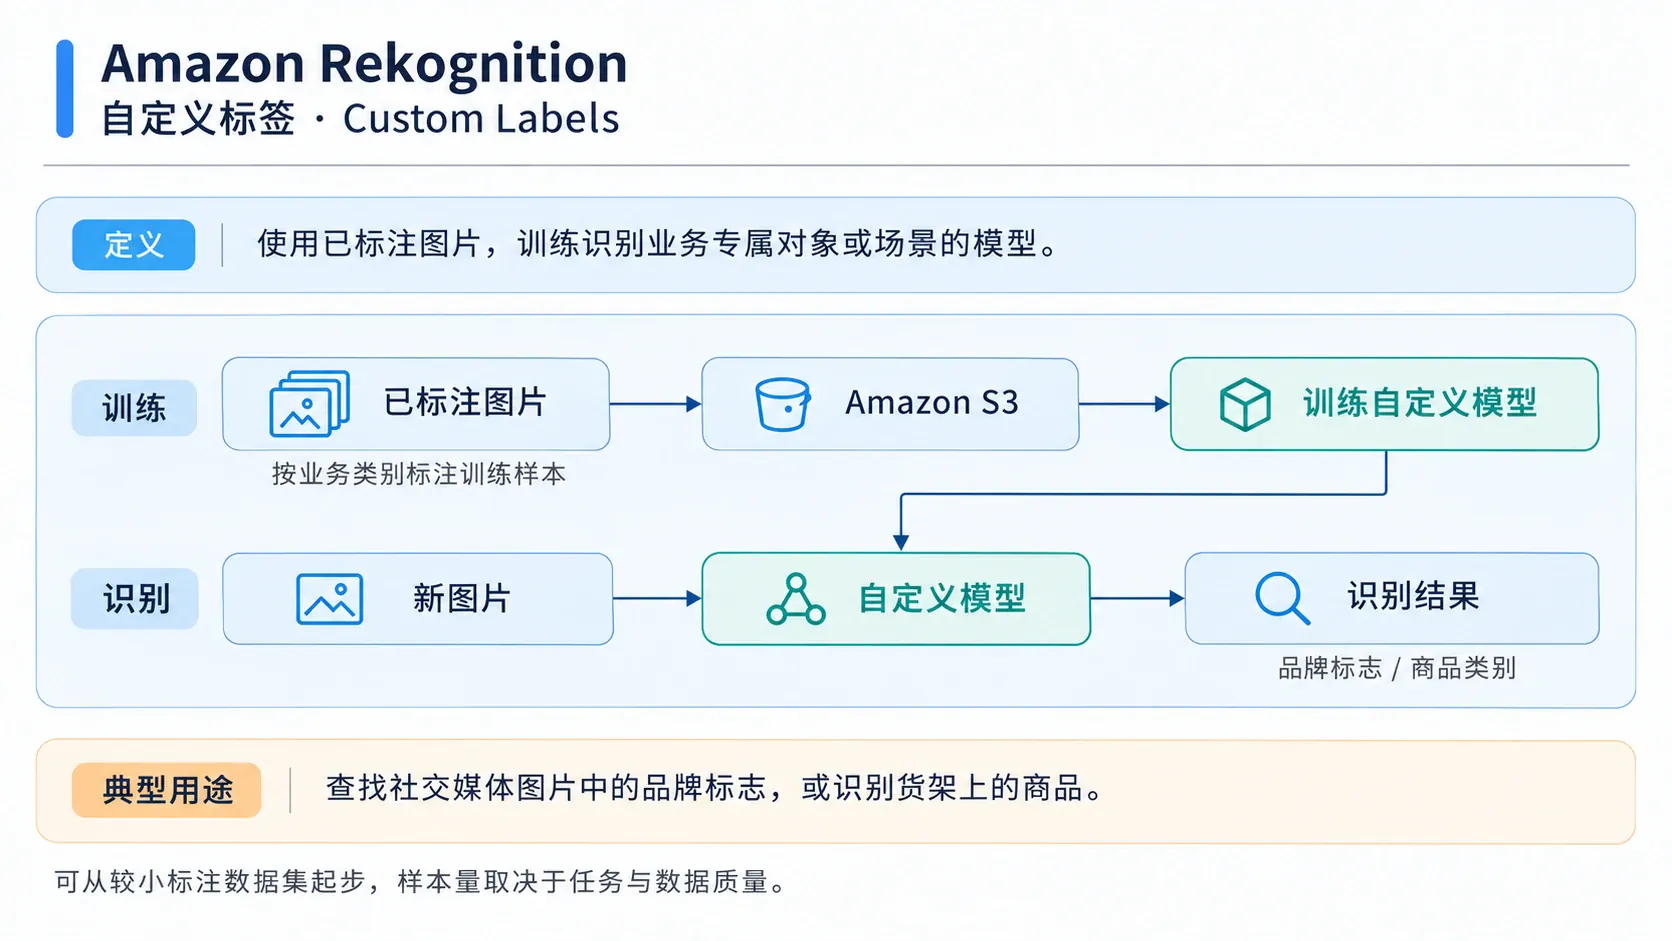 Amazon Rekognition
自定义标签 · Custom Labels
定义
使用已标注图片，训练识别业务专属对象或场景的模型。
训练
已标注图片
Amazon S3
训练自定义模型
按业务类别标注训练样本
识别
新图片
自定义模型
识别结果
品牌标志 / 商品类别
典型用途
查找社交媒体图片中的品牌标志，或识别货架上的商品。
可从较小标注数据集起步，样本量取决于任务与数据质量。